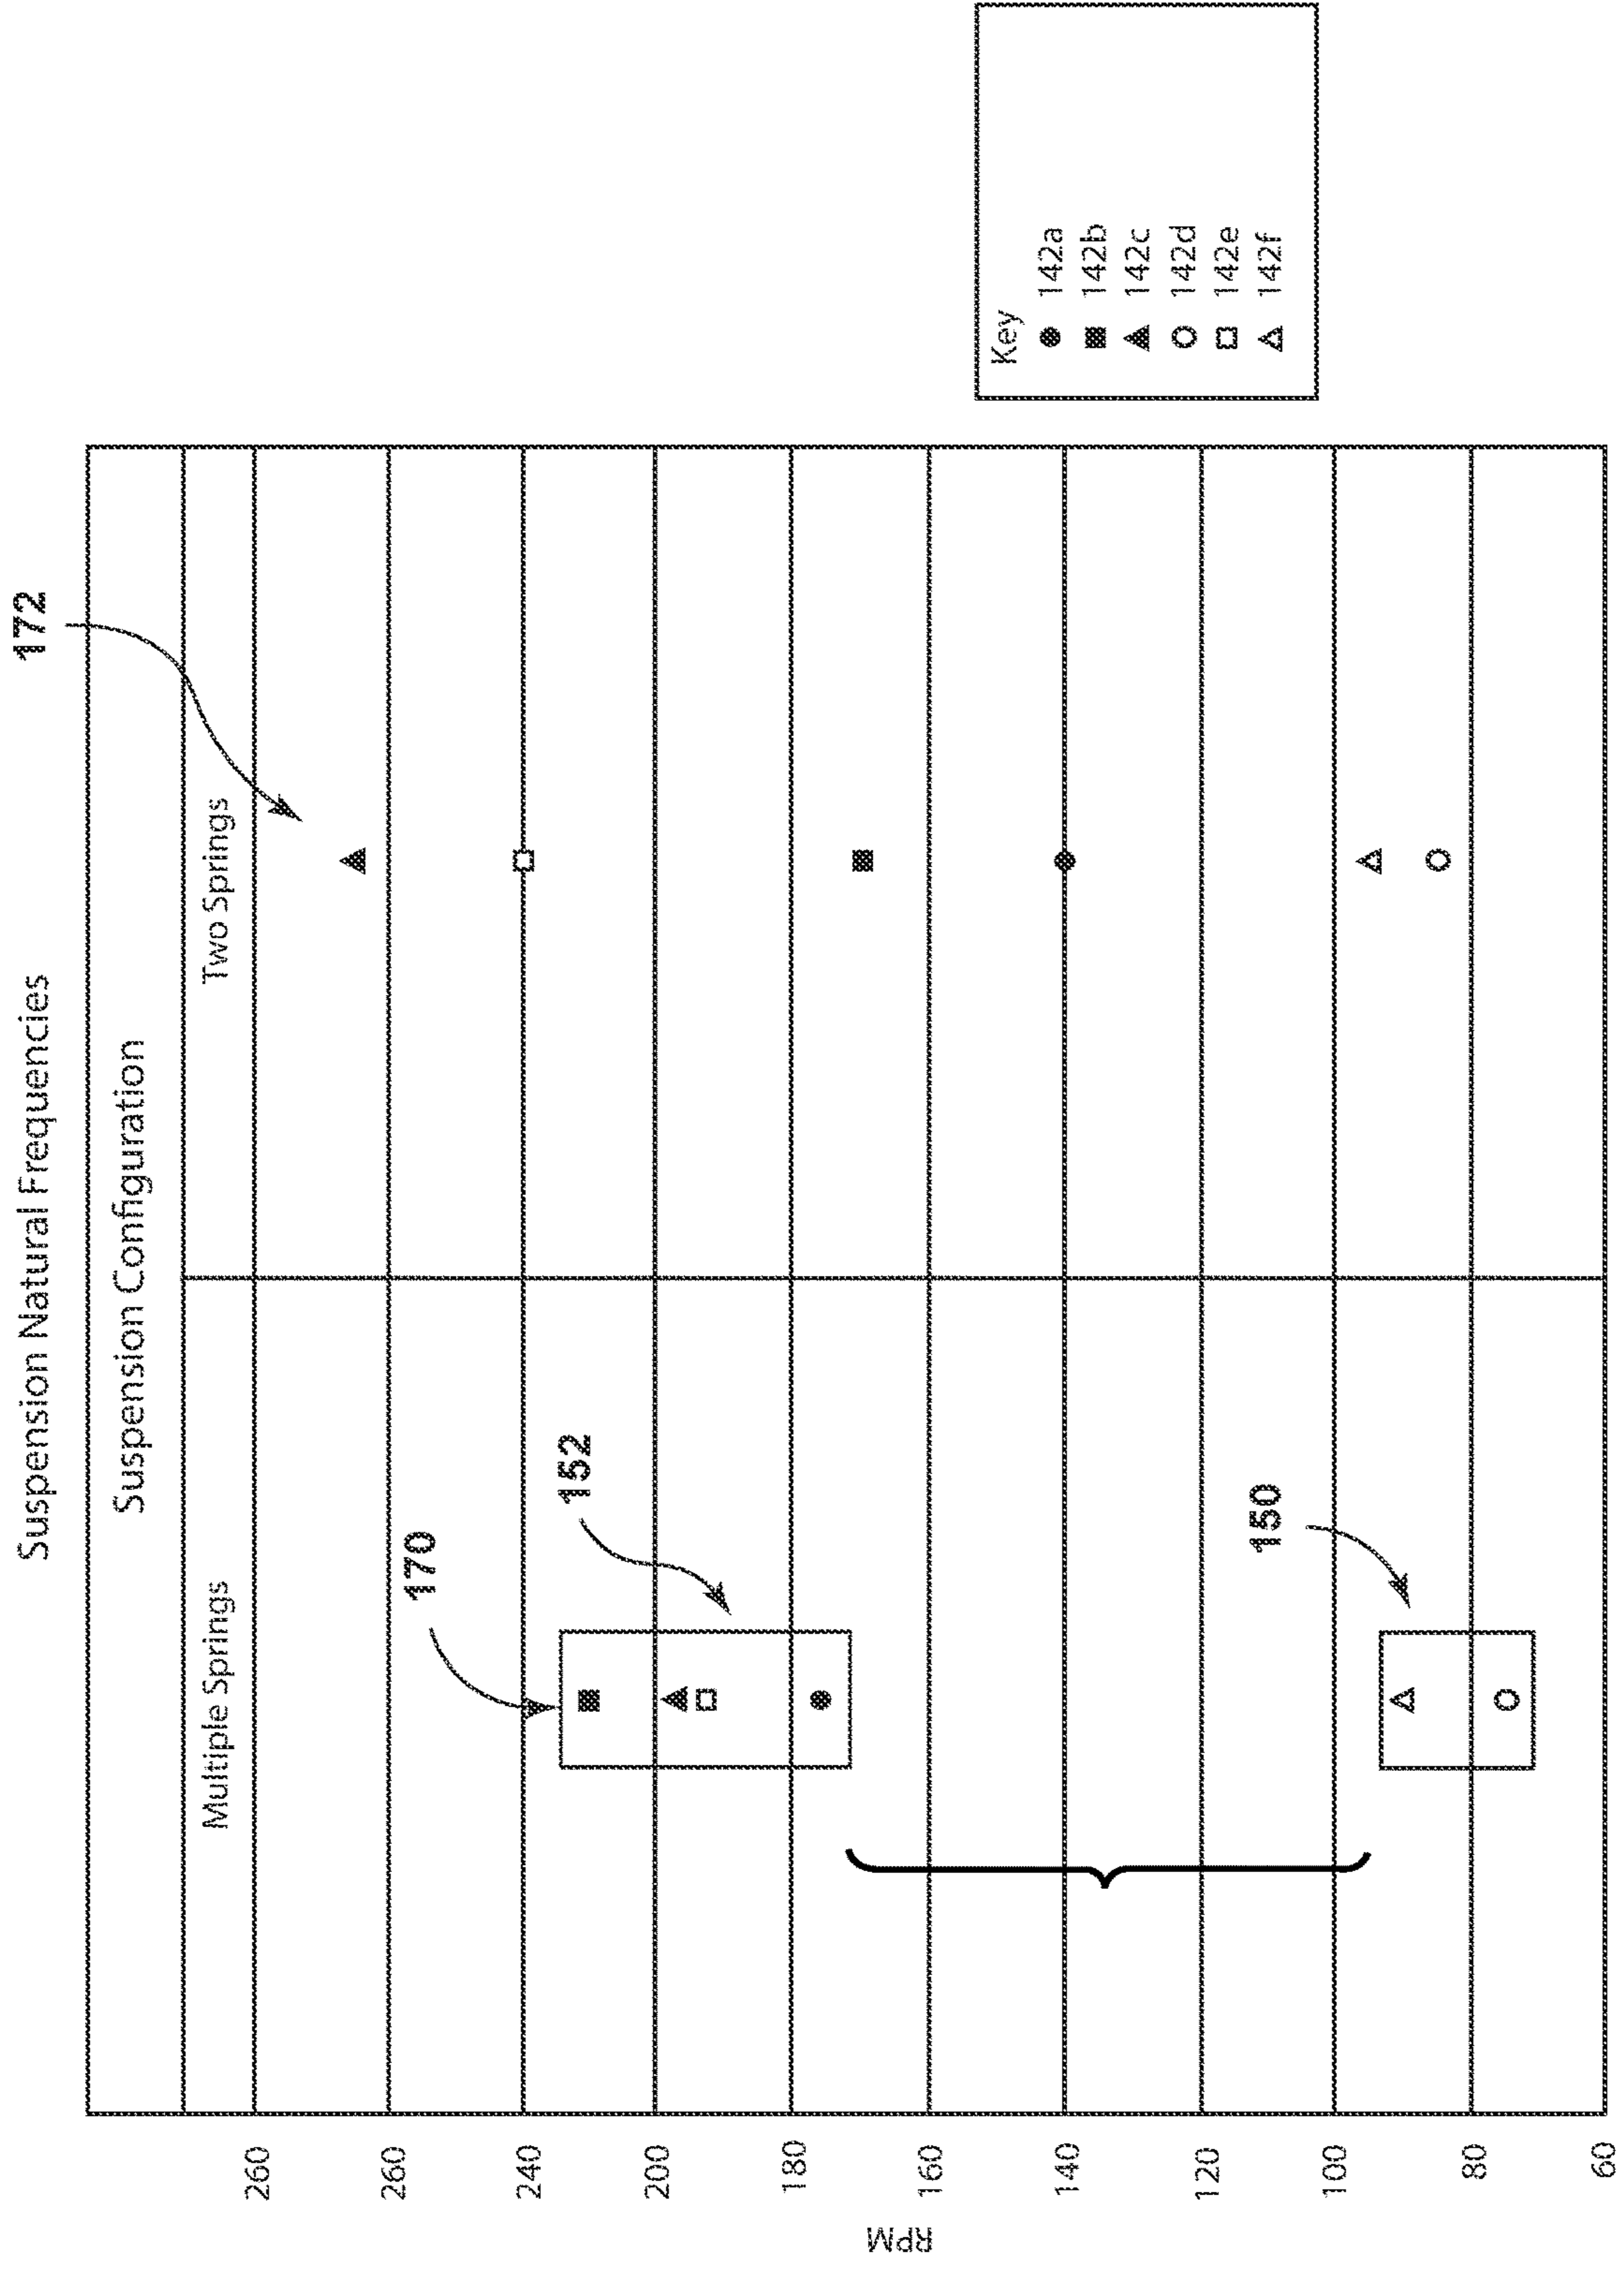 Suspension Natural Frequencies
172
Suspension Configuration
Multiple Springs
Two Springs
260
260
240
200
180
160
140
120
100
80
60
RPM
170
152
150
Key
142a
142b
142c
142d
142e
142f